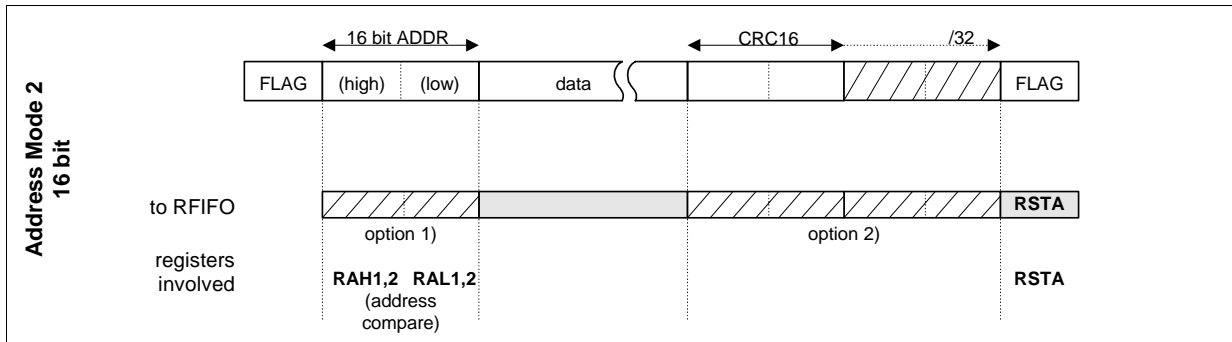 Address Mode 2
16 bit
16 bit ADDR
CRC16
/32
FLAG
(high)
(low)
data
FLAG
to RFIFO
RSTA
option 1)
option 2)
registers
involved
RAH1,2
RAL1,2
RSTA
(address
compare)